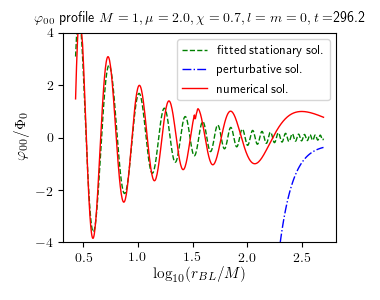 φ₀₀ profile M = 1, μ = 2.0, χ = 0.7, l = m = 0, t =296.2
fitted stationary sol.
perturbative sol.
numerical sol.
φ₀₀/Φ₀
4
2
0
−2
−4
0.5 1.0 1.5 2.0 2.5
log₁₀(r_BL/M)